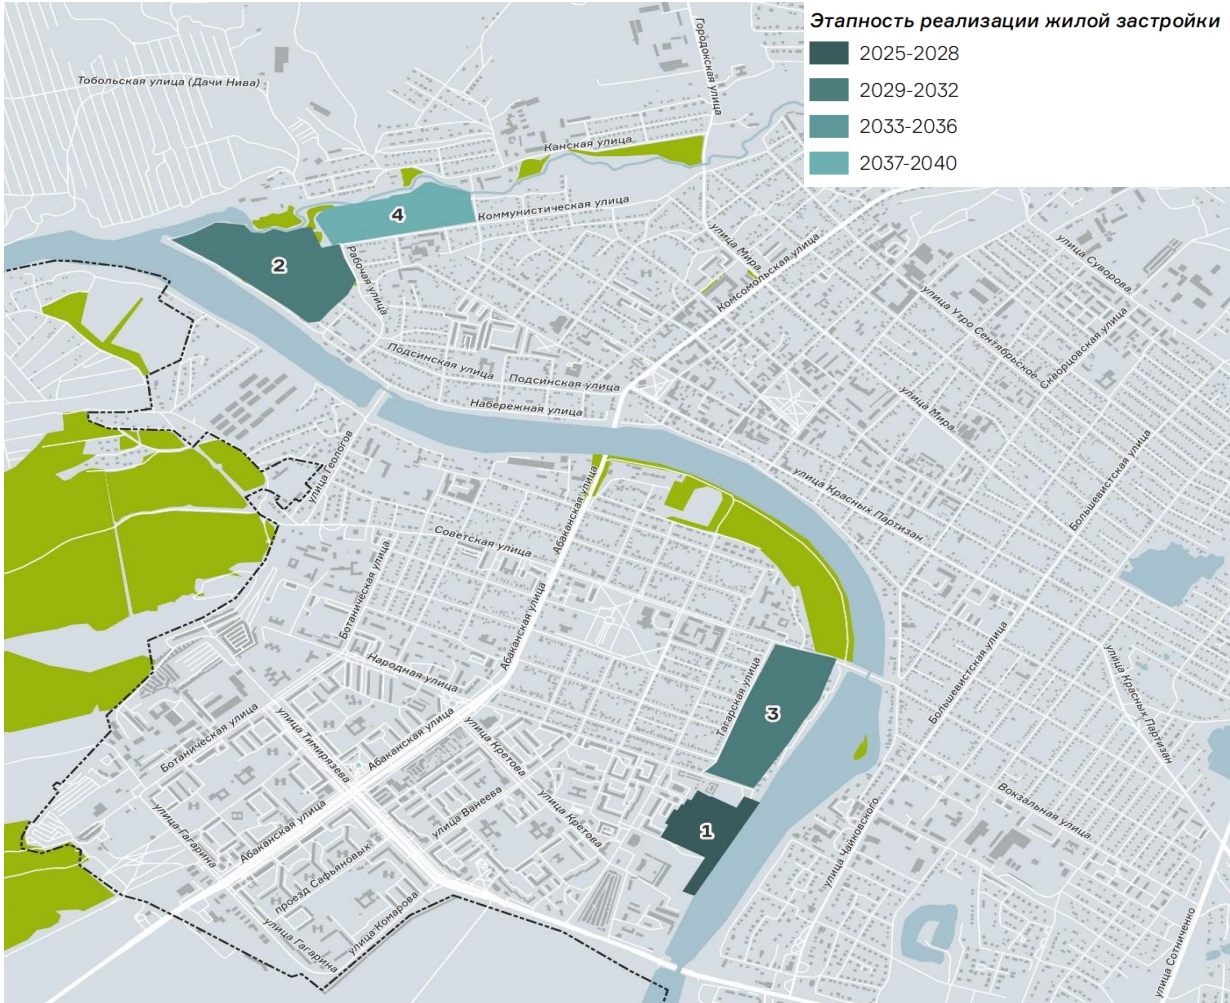 Этапность реализации жилой застройки
2025-2028
2029-2032
2033-2036
2037-2040
Городокская улица
Тобольская улица (Дачи Нива)
Канская улица
4
Коммунистическая улица
2
Рабочая улица
улица Мира
Комсомольская улица
улица Суворова
улица Утро Сентябрьское
Скворцовская улица
Подсинская улица
Подсинская улица
Набережная улица
улица Мира
улица Геологов
Абаканская улица
улица Красных Партизан
Большевистская улица
Советская улица
Ботаническая улица
Абаканская улица
Народная улица
Тагарская улица
3
Большевистская улица
улица Красных Партизан
Ботаническая улица
улица Тимирязева
Абаканская улица
улица Кретова
улица Ванеева
улица Кретова
1
улица Чайковского
Вокзальная улица
улица Гагарина
Абаканская улица
проезд Сафьяновых
улица Комарова
улица Гагарина
улица Сотниченко